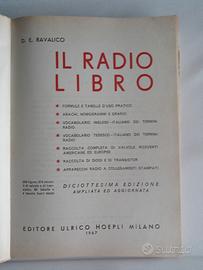 D. E. RAVALICO
IL RADIO
LIBRO
FORMULE E TABELLE D'USO PRATICO
ABACHI, NOMOGRAMMI E GRAFICI
VOCABOLARIO INGLESE-ITALIANO DEI TERMINI
RADIO
VOCABOLARIO TEDESCO-ITALIANO DEI TERMINI
RADIO
RACCOLTA COMPLETA DI VALVOLE RICEVENTI
AMERICANE ED EUROPEE
RACCOLTA DI DIODI E DI TRANSISTOR
APPARECCHI RADIO A COLLEGAMENTI STAMPATI
DICIOTTESIMA EDIZIONE
AMPLIATA ED AGGIORNATA
EDITORE ULRICO HOEPLI MILANO
1967
subito